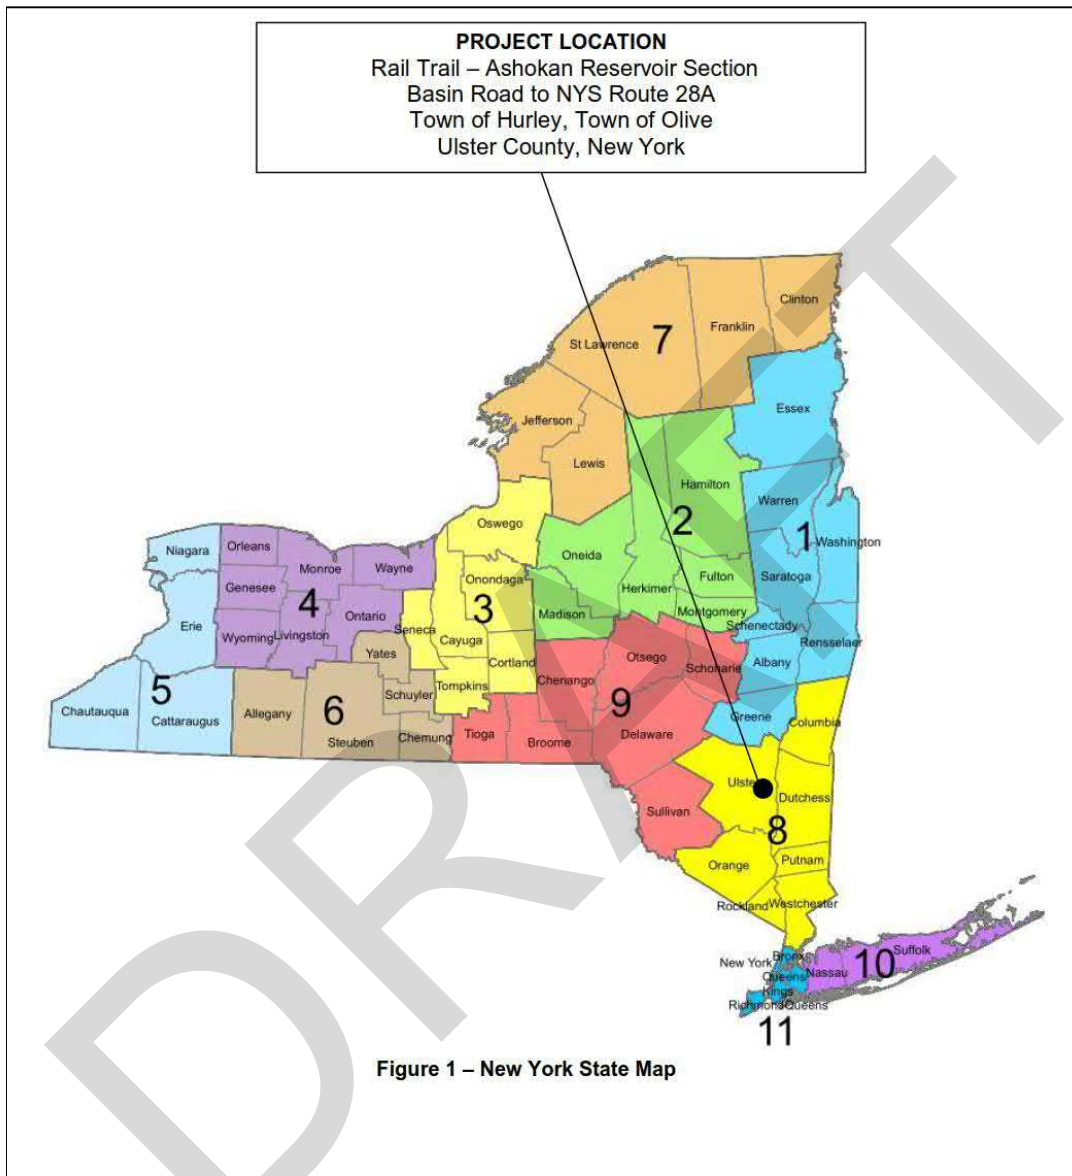 PROJECT LOCATION
Rail Trail – Ashokan Reservoir Section
Basin Road to NYS Route 28A
Town of Hurley, Town of Olive
Ulster County, New York
DRAFT
Clinton
Franklin
St Lawrence
7
Essex
Jefferson
Lewis
Hamilton
Warren
2
1
Washington
Oswego
Niagara
Orleans
Monroe
Wayne
Oneida
Onondaga
Genesee
Fulton
Saratoga
Herkimer
4
3
Ontario
Madison
Montgomery
Erie
Wyoming
Livingston
Seneca
Cayuga
Schenectady
Rensselaer
Yates
Cortland
Otsego
Schoharie
Albany
5
Chenango
Tompkins
Schuyler
9
6
Chautauqua
Cattaraugus
Allegany
Steuben
Chemung
Tioga
Broome
Delaware
Greene
Columbia
Ulster
Dutchess
Sullivan
8
Orange
Putnam
Rockland
Westchester
Suffolk
10
Nassau
New York
Bronx
Queens
Kings
Richmond
Queens
11
Figure 1 – New York State Map